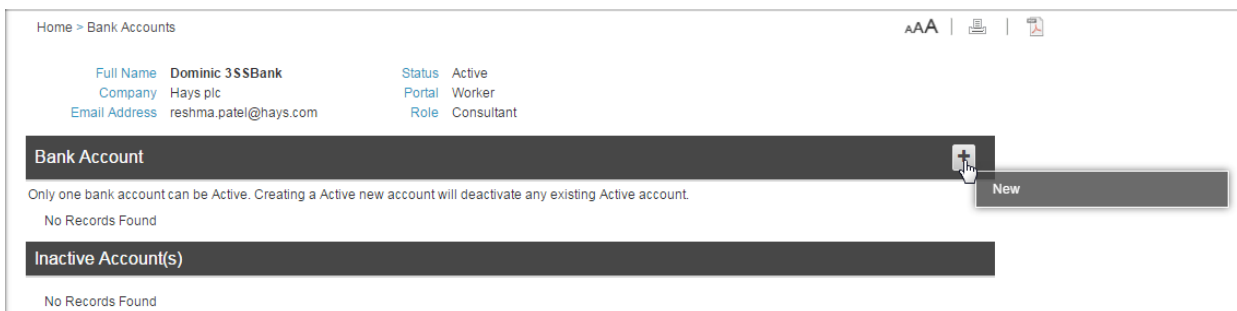 Home > Bank Accounts
AAA | |
Full Name Dominic 3SSBank Status Active
Company Hays plc Portal Worker
Email Address reshma.patel@hays.com Role Consultant
Bank Account
+
New
Only one bank account can be Active. Creating a Active new account will deactivate any existing Active account.
No Records Found
Inactive Account(s)
No Records Found